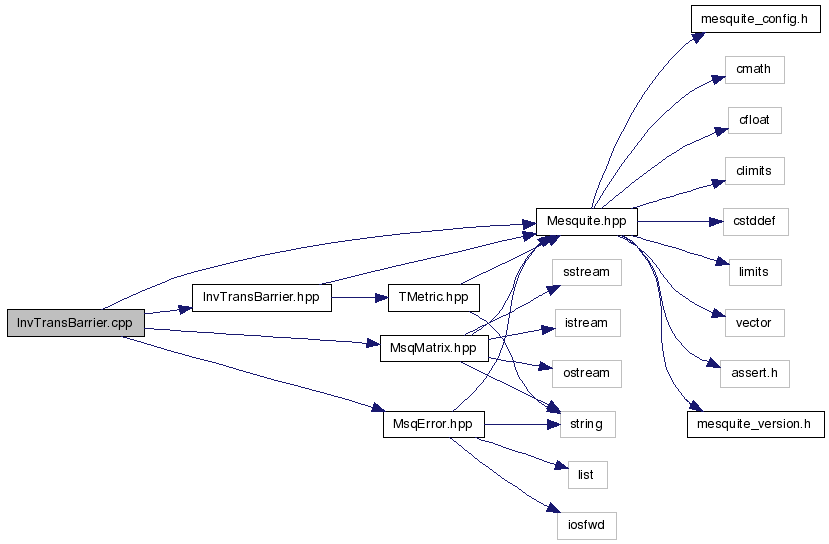 mesquite_config.h
cmath
cfloat
climits
Mesquite.hpp
cstddef
sstream
limits
InvTransBarrier.hpp
TMetric.hpp
InvTransBarrier.cpp
istream
vector
MsqMatrix.hpp
ostream
assert.h
MsqError.hpp
string
mesquite_version.h
list
iosfwd